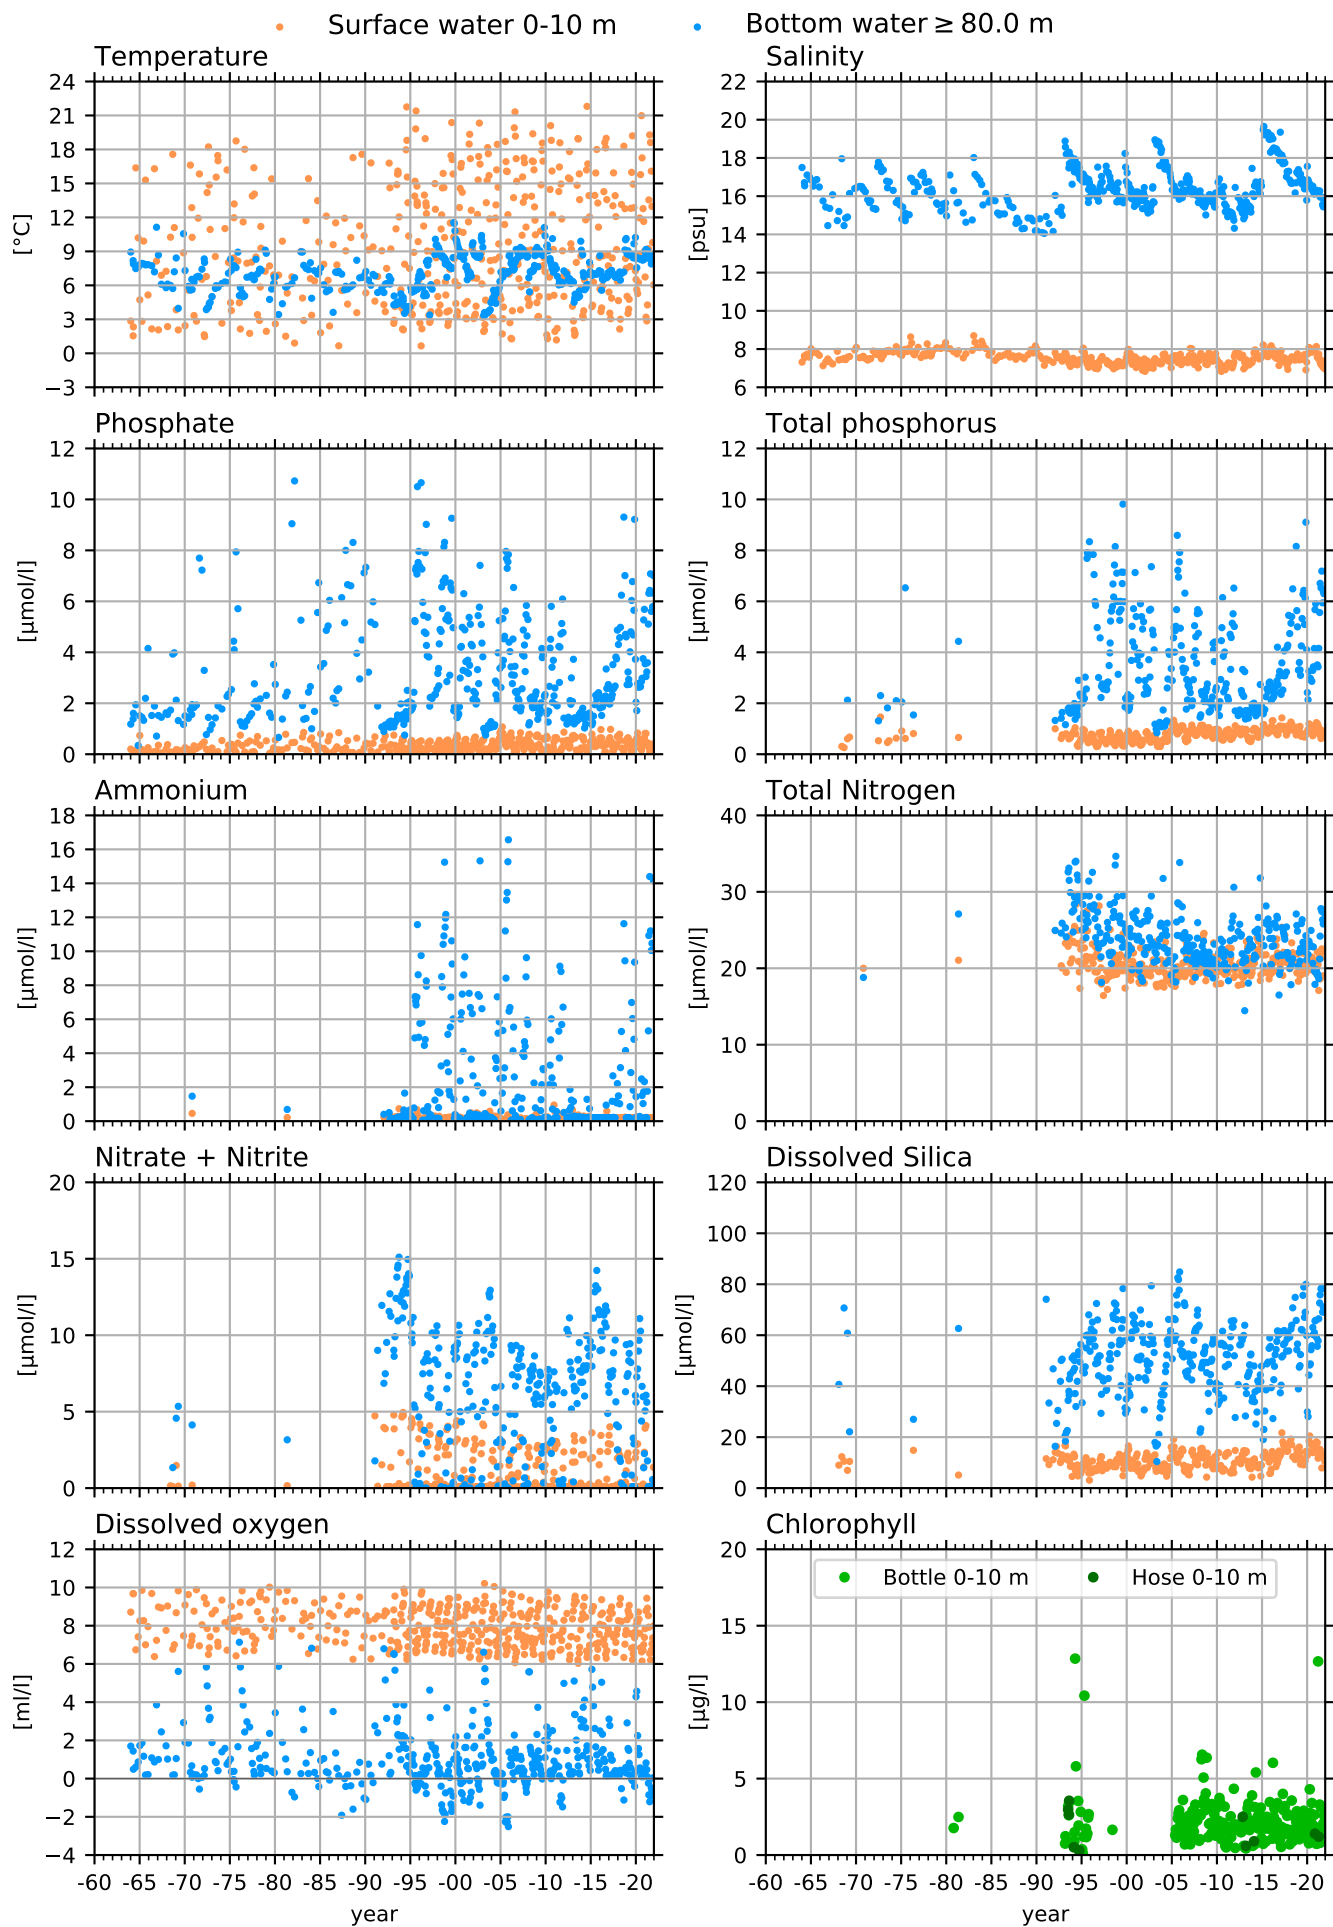 Surface water 0-10 m
Bottom water ≥ 80.0 m
Temperature
24
21
18
15
12
9
6
3
0
−3
[°C]
Salinity
22
20
18
16
14
12
10
8
6
[psu]
Phosphate
12
10
8
6
4
2
0
[µmol/l]
Total phosphorus
12
10
8
6
4
2
0
[µmol/l]
Ammonium
18
16
14
12
10
8
6
4
2
0
[µmol/l]
Total Nitrogen
40
30
20
10
0
[µmol/l]
Nitrate + Nitrite
20
15
10
5
0
[µmol/l]
Dissolved Silica
120
100
80
60
40
20
0
[µmol/l]
Dissolved oxygen
12
10
8
6
4
2
0
−2
−4
[ml/l]
-60 -65 -70 -75 -80 -85 -90 -95 -00 -05 -10 -15 -20
year
Chlorophyll
Bottle 0-10 m
Hose 0-10 m
20
15
10
5
0
[µg/l]
-60 -65 -70 -75 -80 -85 -90 -95 -00 -05 -10 -15 -20
year